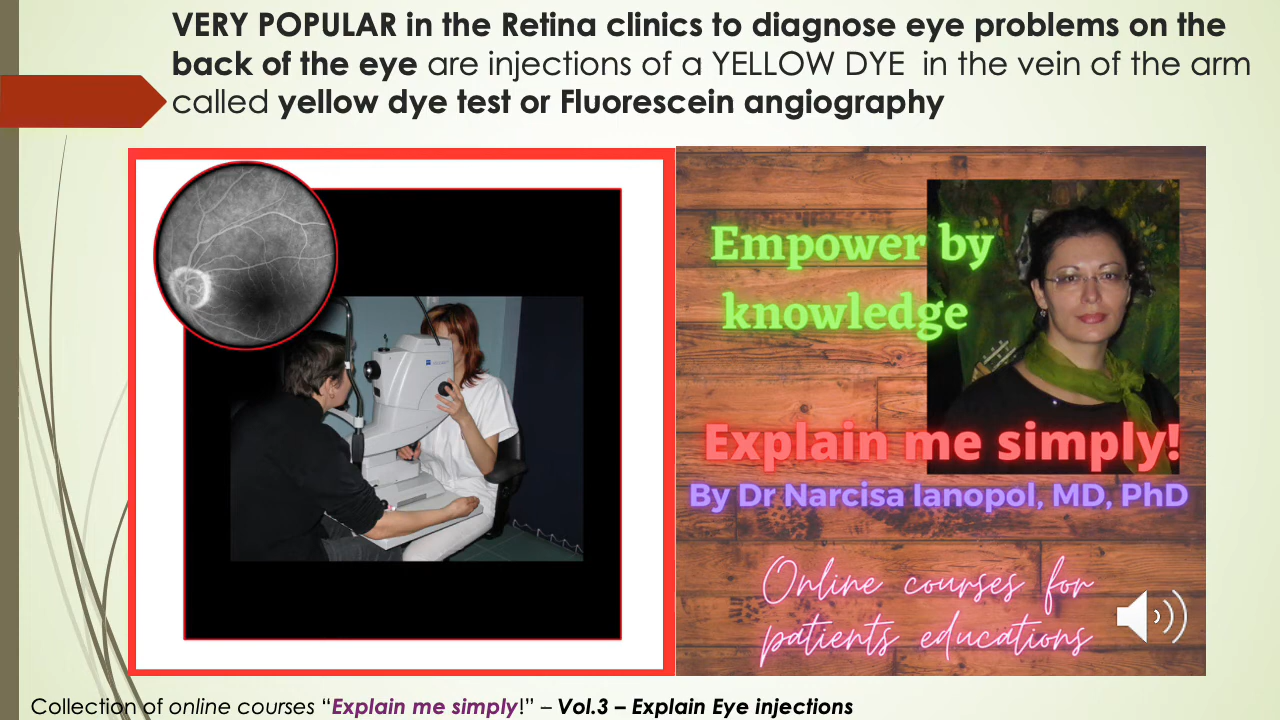 VERY POPULAR in the Retina clinics to diagnose eye problems on the
back of the eye are injections of a YELLOW DYE in the vein of the arm
called yellow dye test or Fluorescein angiography
Empower by
knowledge
Explain me simply!
By Dr Narcisa Ianopol, MD, PhD
Online courses for
patients educations
Collection of online courses “Explain me simply!” – Vol.3 – Explain Eye injections